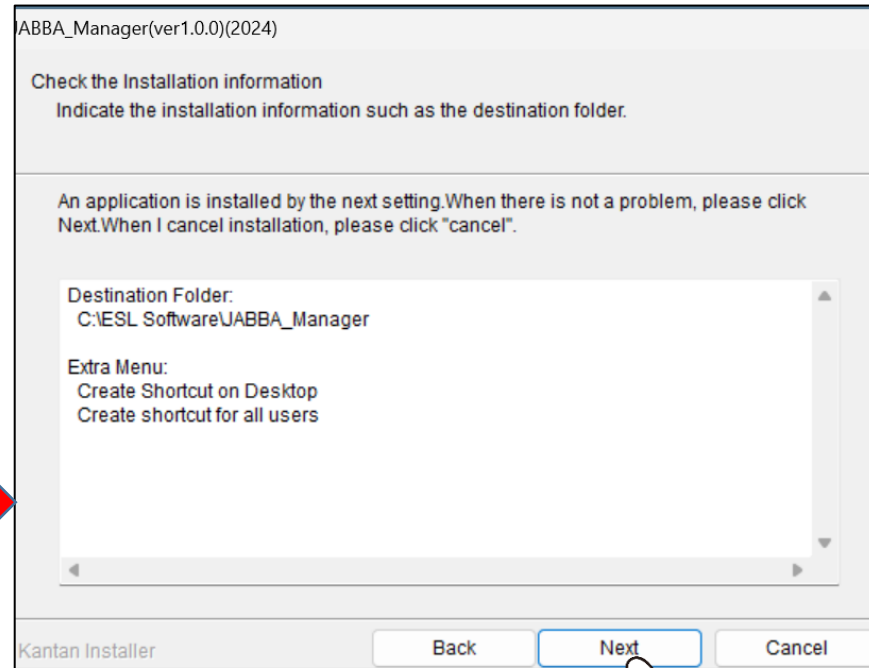 JABBA_Manager(ver1.0.0)(2024)
Check the Installation information
Indicate the installation information such as the destination folder.
An application is installed by the next setting.When there is not a problem, please click
Next.When I cancel installation, please click "cancel".
Destination Folder:
C:\ESL Software\JABBA_Manager
Extra Menu:
Create Shortcut on Desktop
Create shortcut for all users
Kantan Installer
Back
Next
Cancel